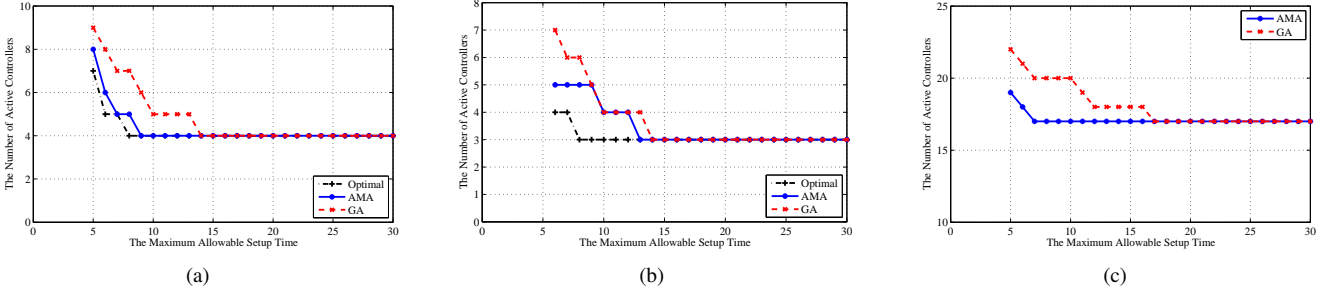 10
8
6
4
2
0
0 5 10 15 20 25 30
The Number of Active Controllers
The Maximum Allowable Setup Time
Optimal
AMA
GA
(a)
8
7
6
5
4
3
2
1
0
0 5 10 15 20 25 30
The Number of Active Controllers
The Maximum Allowable Setup Time
Optimal
AMA
GA
(b)
25
20
15
10
0 5 10 15 20 25 30
The Number of Active Controllers
The Maximum Allowable Setup Time
AMA
GA
(c)